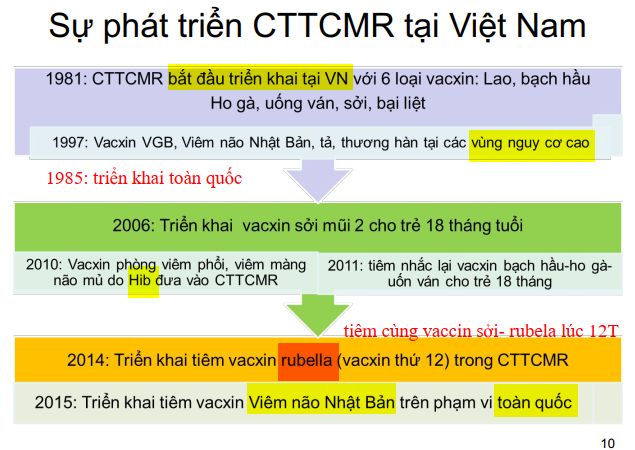 Sự phát triển CTTCMR tại Việt Nam
1981: CTTCMR bắt đầu triển khai tại VN với 6 loại vacxin: Lao, bạch hầu
Ho gà, uống ván, sởi, bại liệt
1997: Vacxin VGB, Viêm não Nhật Bản, tả, thương hàn tại các vùng nguy cơ cao
1985: triển khai toàn quốc
2006: Triển khai vacxin sởi mũi 2 cho trẻ 18 tháng tuổi
2010: Vacxin phòng viêm phổi, viêm màng
não mủ do Hib đưa vào CTTCMR
2011: tiêm nhắc lại vacxin bạch hầu-ho gà-
uốn ván cho trẻ 18 tháng
tiêm cùng vaccin sởi- rubela lúc 12T
2014: Triển khai tiêm vacxin rubella (vacxin thứ 12) trong CTTCMR
2015: Triển khai tiêm vacxin Viêm não Nhật Bản trên phạm vi toàn quốc
10